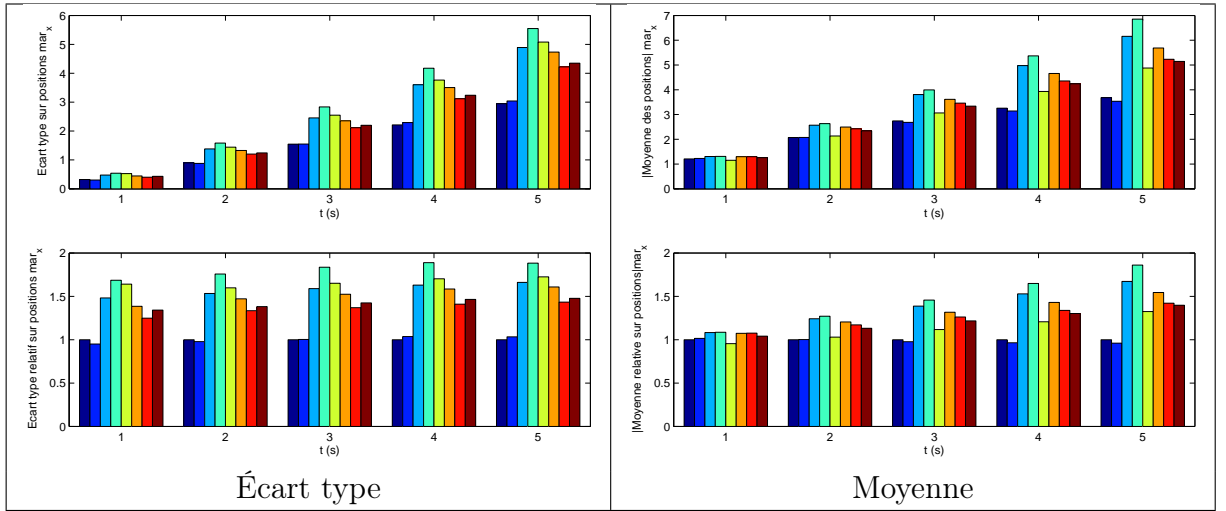 Ecart type sur positions mar_x
6
5
4
3
2
1
0
1 2 3 4 5
t (s)
Ecart type relatif sur positions mar_x
2
1.5
1
0.5
0
1 2 3 4 5
t (s)
Écart type
|Moyenne des positions| mar_x
7
6
5
4
3
2
1
0
1 2 3 4 5
t (s)
|Moyenne relative sur positions|mar_x
2
1.5
1
0.5
0
1 2 3 4 5
t (s)
Moyenne